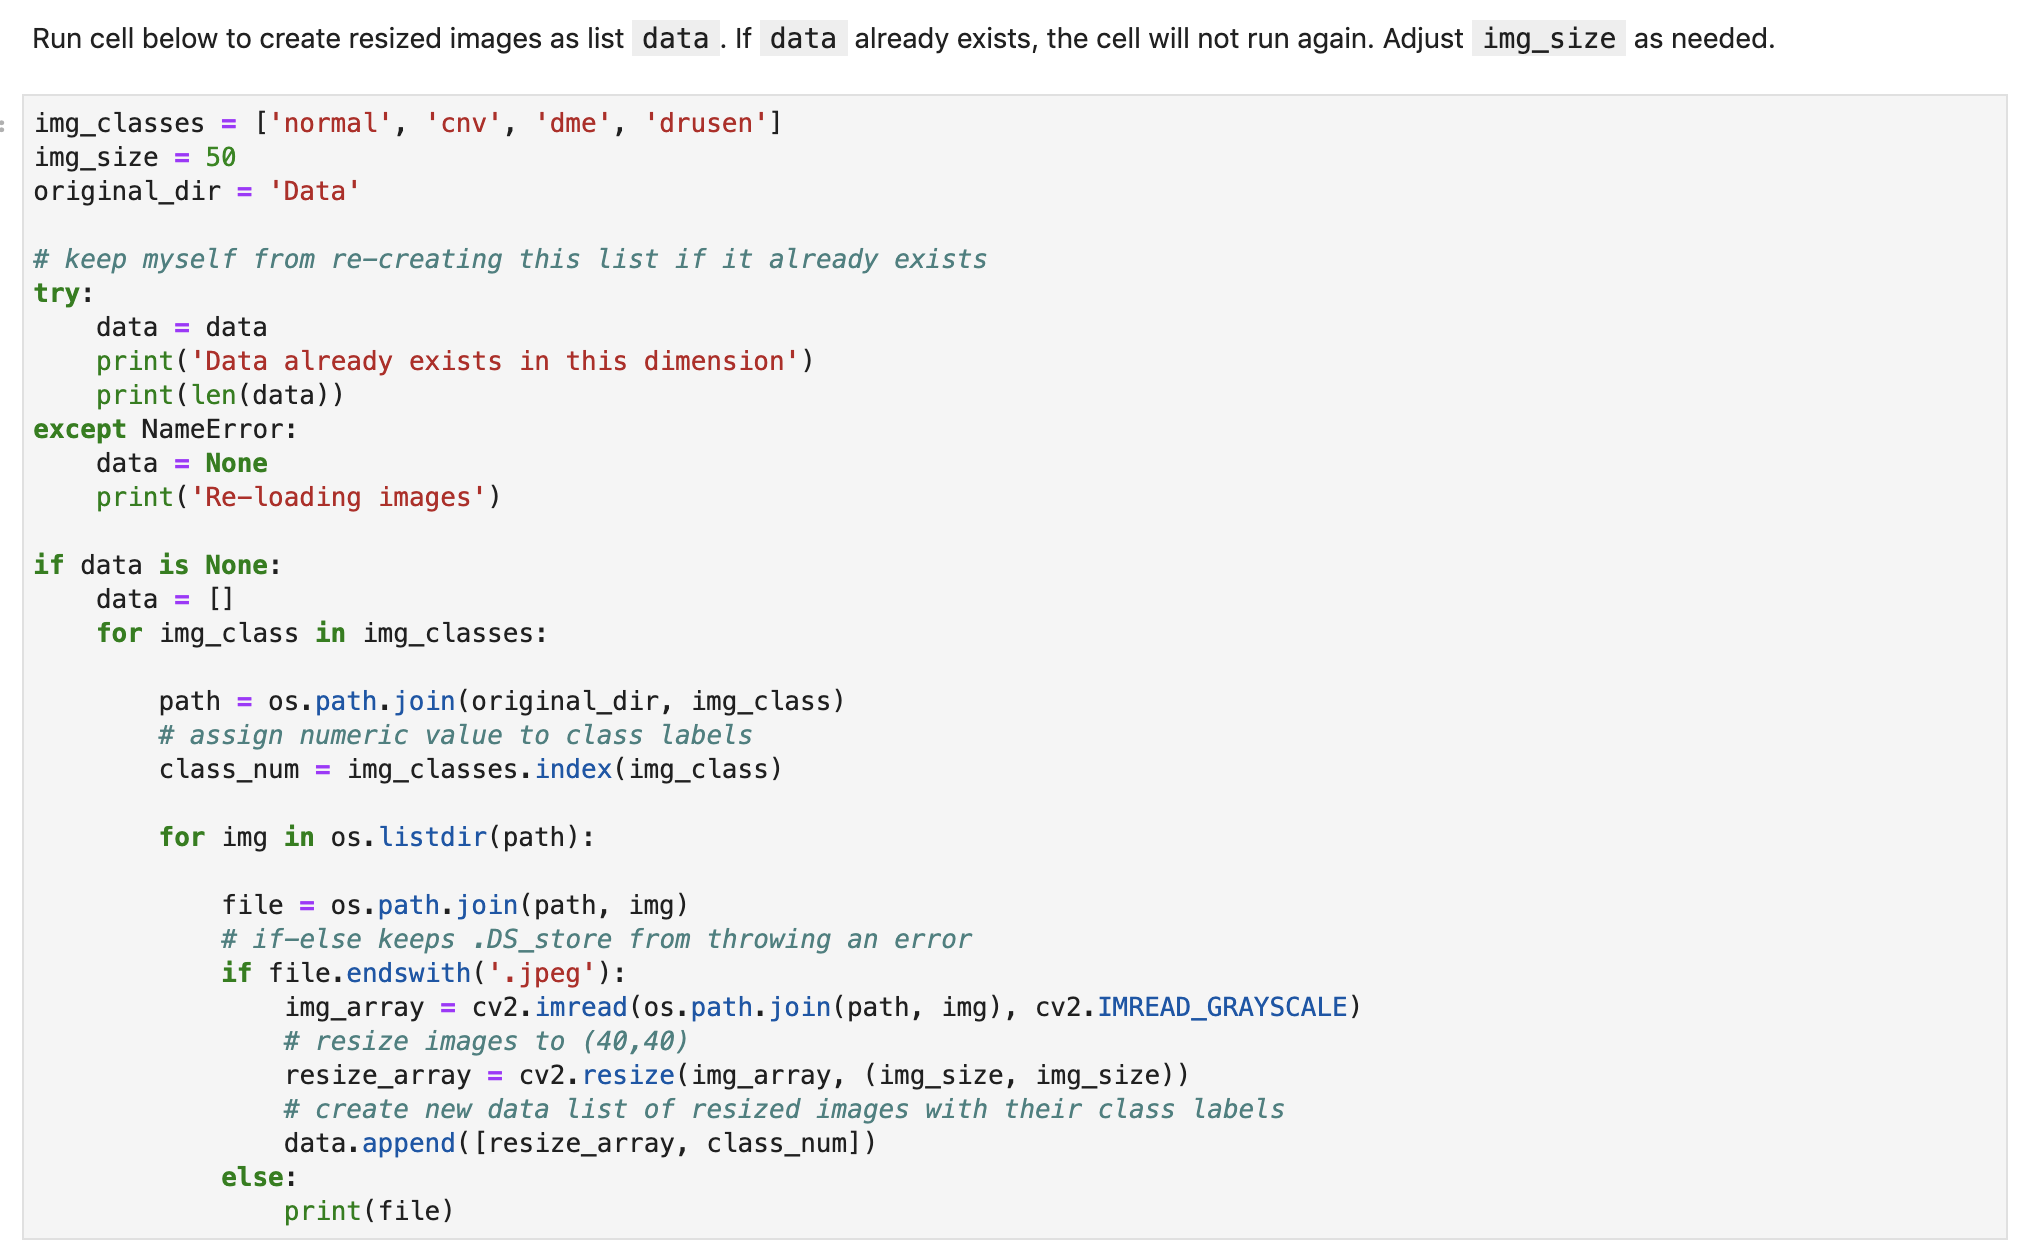 Run cell below to create resized images as list data . If data already exists, the cell will not run again. Adjust img_size as needed.
img_classes = ['normal', 'cnv', 'dme', 'drusen']
img_size = 50
original_dir = 'Data'

# keep myself from re-creating this list if it already exists
try:
    data = data
    print('Data already exists in this dimension')
    print(len(data))
except NameError:
    data = None
    print('Re-loading images')

if data is None:
    data = []
    for img_class in img_classes:

        path = os.path.join(original_dir, img_class)
        # assign numeric value to class labels
        class_num = img_classes.index(img_class)

        for img in os.listdir(path):

            file = os.path.join(path, img)
            # if-else keeps .DS_store from throwing an error
            if file.endswith('.jpeg'):
                img_array = cv2.imread(os.path.join(path, img), cv2.IMREAD_GRAYSCALE)
                # resize images to (40,40)
                resize_array = cv2.resize(img_array, (img_size, img_size))
                # create new data list of resized images with their class labels
                data.append([resize_array, class_num])
            else:
                print(file)